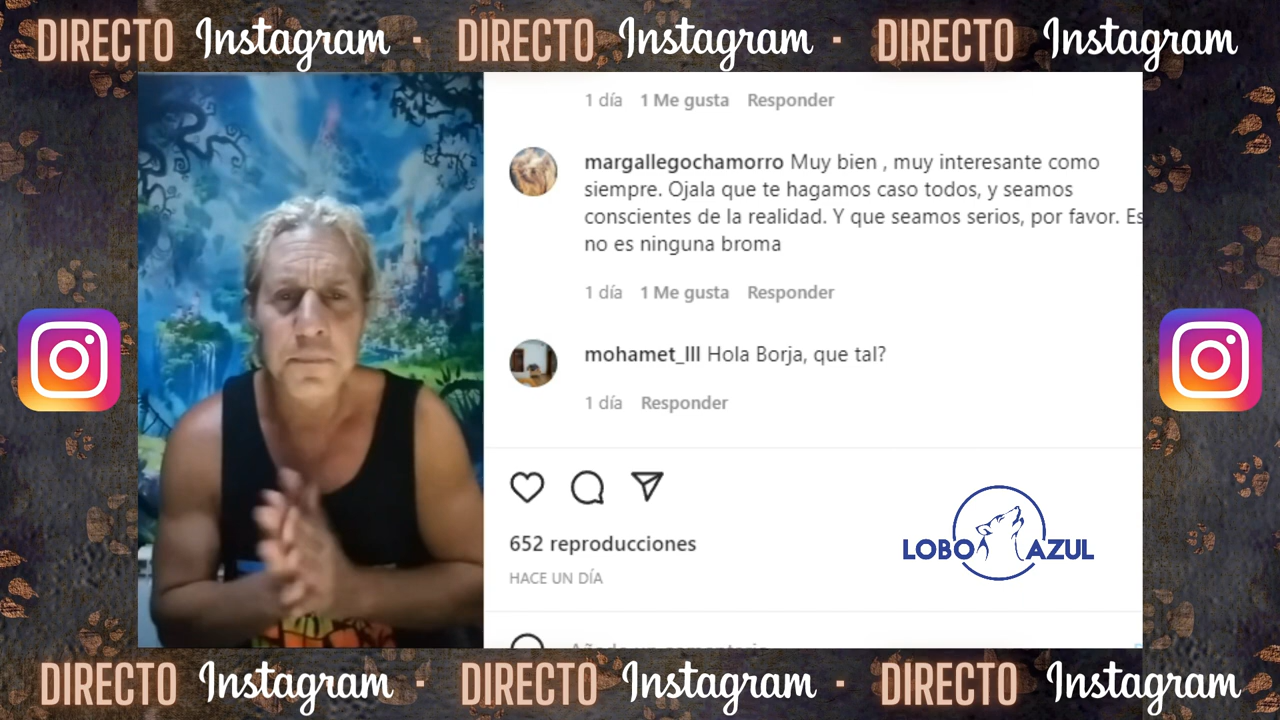 DIRECTO Instagram · DIRECTO Instagram · DIRECTO Instagram
1 día 1 Me gusta Responder
margallegochamorro Muy bien , muy interesante como
siempre. Ojala que te hagamos caso todos, y seamos
conscientes de la realidad. Y que seamos serios, por favor. Es
no es ninguna broma
1 día 1 Me gusta Responder
mohamet_lll Hola Borja, que tal?
1 día Responder
652 reproducciones
LOBO AZUL
HACE UN DÍA
DIRECTO Instagram · DIRECTO Instagram · DIRECTO Instagram